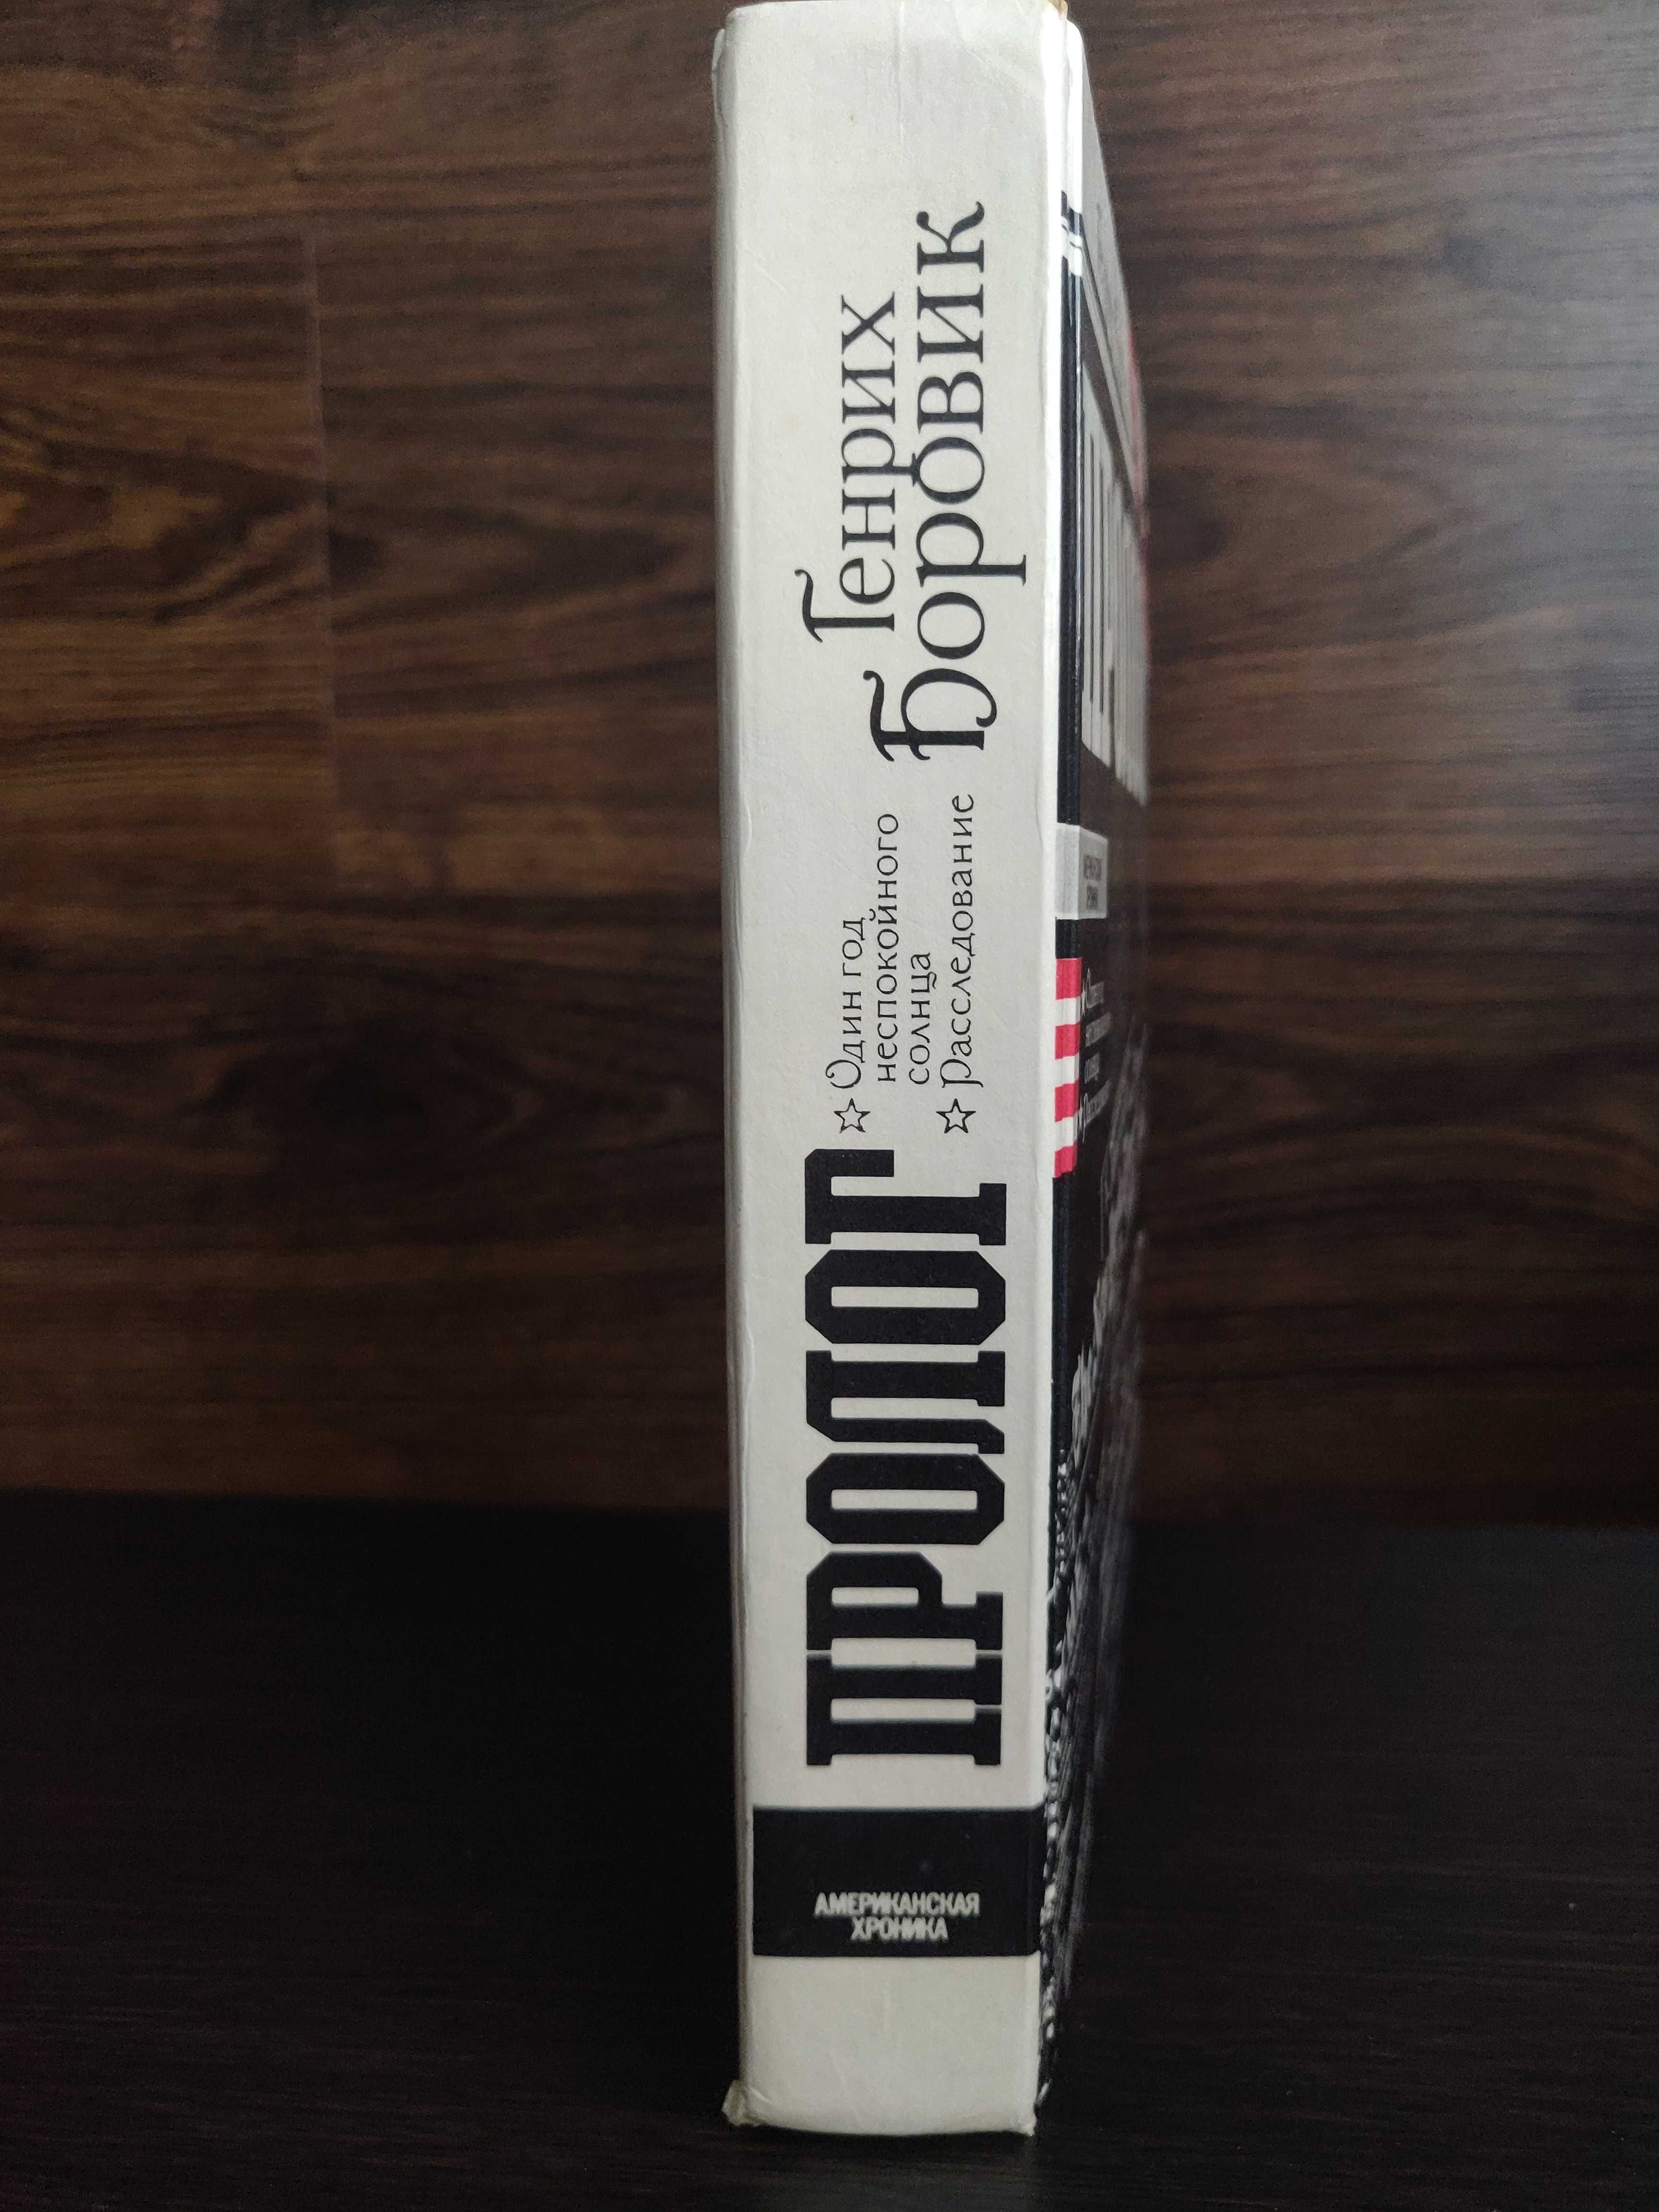 Генрих
Боровик
☆ Один год
неспокойного
солнца
☆ Расследование
ПРОЛОГ
АМЕРИКАНСКАЯ
ХРОНИКА